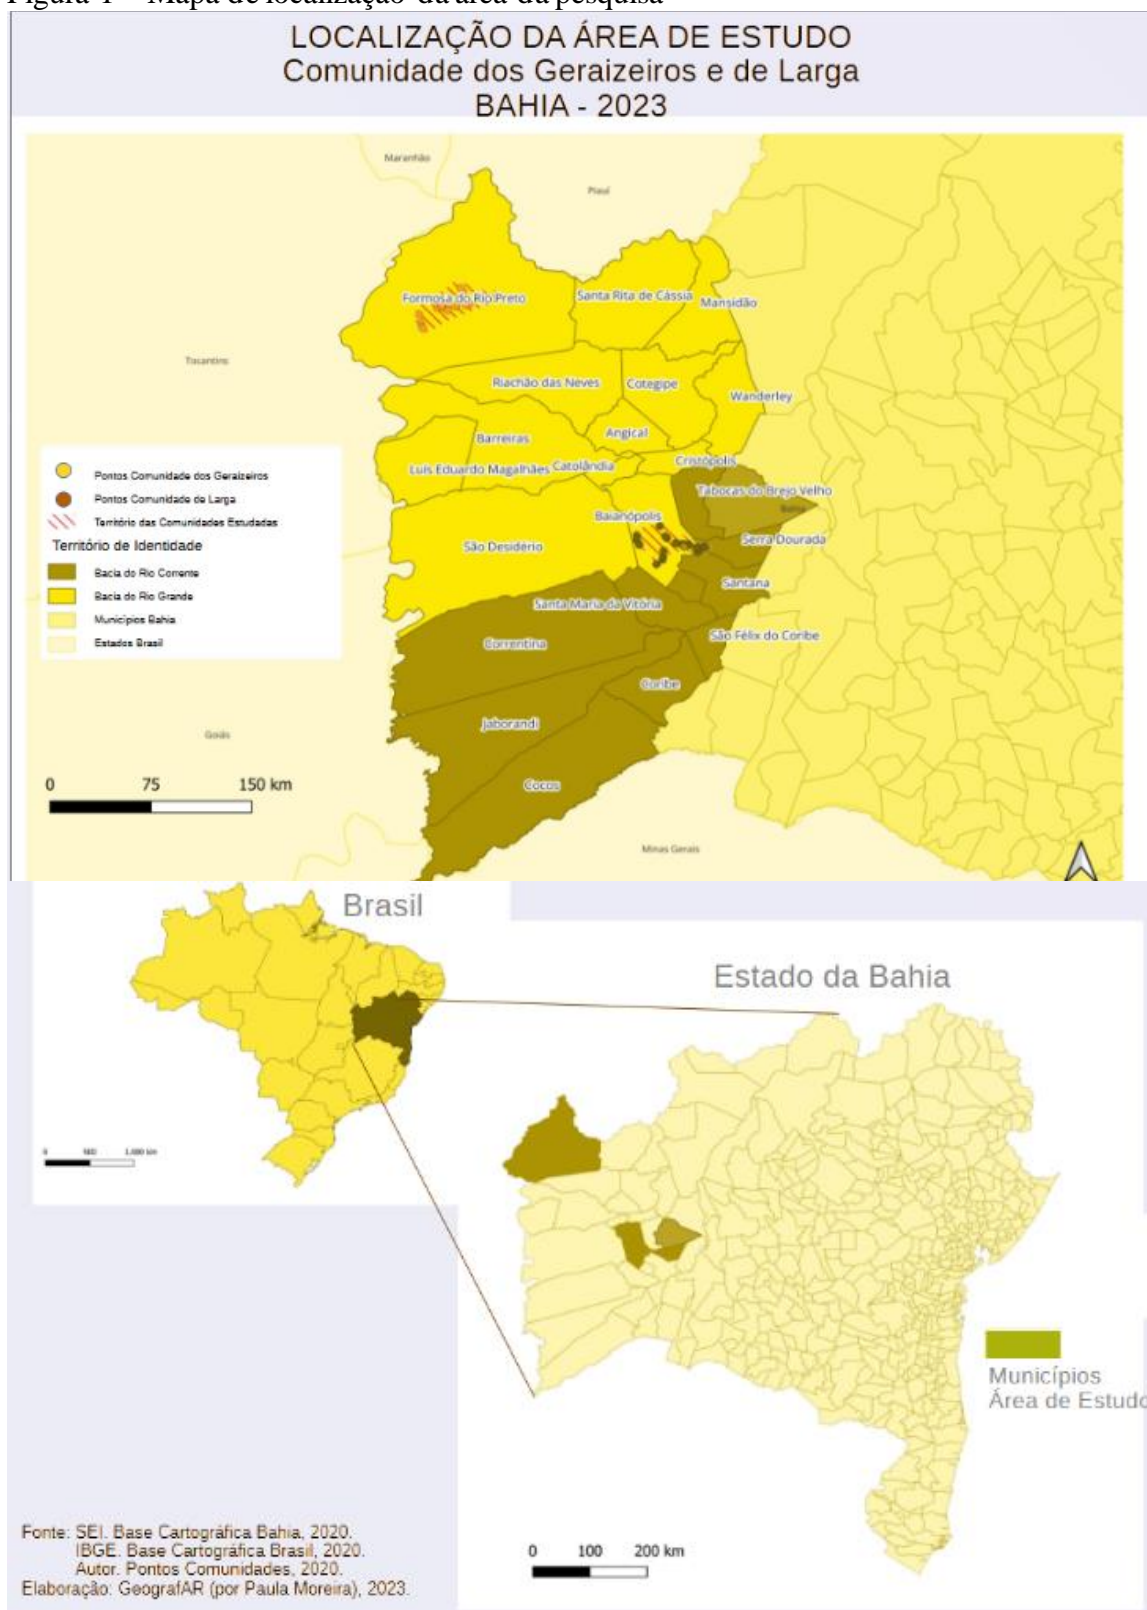 Figura 1 – Mapa de localização da área da pesquisa
LOCALIZAÇÃO DA ÁREA DE ESTUDO
Comunidade dos Geraizeiros e de Larga
BAHIA - 2023
Maranhão
Piauí
Formosa do Rio Preto
Santa Rita de Cássia
Mansidão
Tocantins
Riachão das Neves
Cotegipe
Wanderley
Barreiras
Angical
Luís Eduardo Magalhães
Catolândia
Cristópolis
Tabocas do Brejo Velho
Bahia
Baianópolis
São Desidério
Serra Dourada
Santana
Santa Maria da Vitória
São Félix do Coribe
Correntina
Coribe
Jaborandi
Cocos
Goiás
Minas Gerais
Pontos Comunidade dos Geraizeiros
Pontos Comunidade de Larga
Território das Comunidades Estudadas
Território de Identidade
Bacia do Rio Corrente
Bacia do Rio Grande
Municípios Bahia
Estados Brasil
0 75 150 km
Brasil
Estado da Bahia
0 500 1.000 km
Municípios
Área de Estudo
0 100 200 km
Fonte: SEI. Base Cartográfica Bahia, 2020.
IBGE. Base Cartográfica Brasil, 2020.
Autor. Pontos Comunidades, 2020.
Elaboração: GeografAR (por Paula Moreira), 2023.